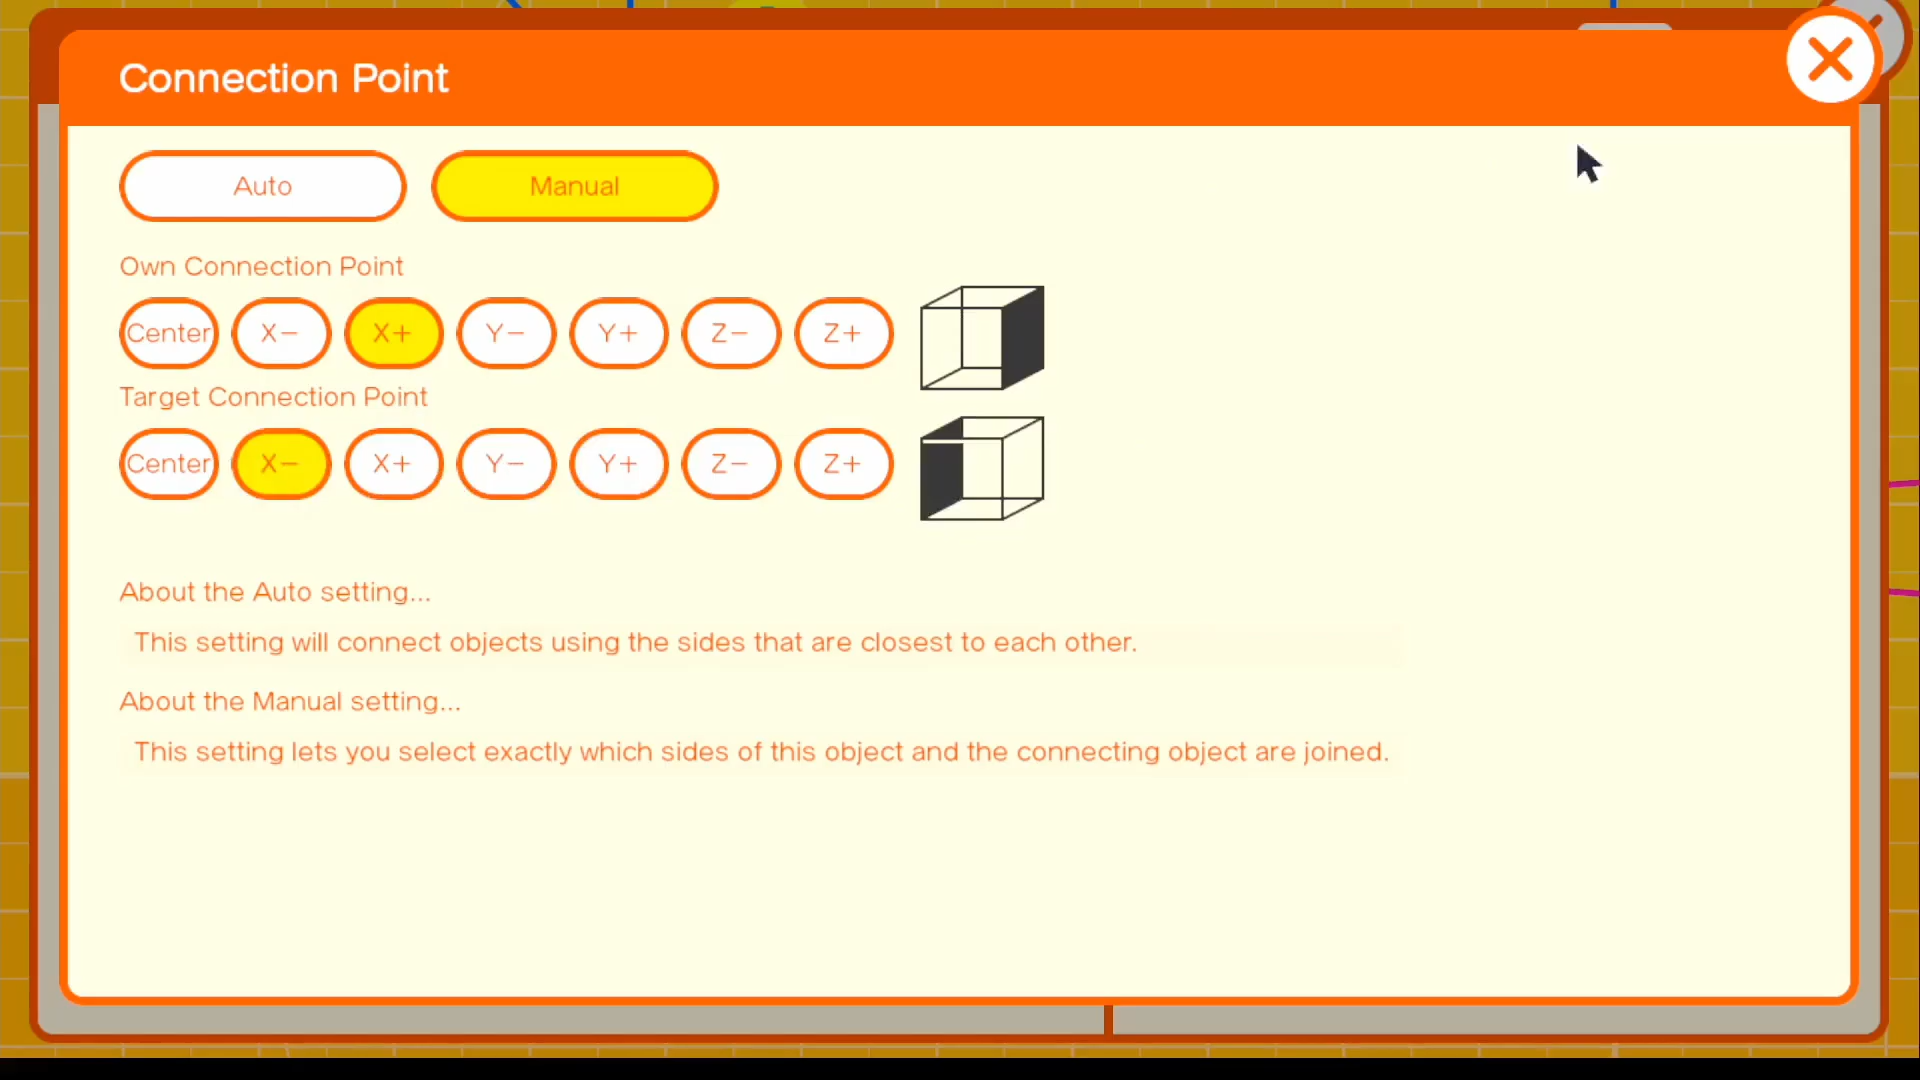 Connection Point
Auto Manual
Own Connection Point
Center X− X+ Y− Y+ Z− Z+
Target Connection Point
Center X− X+ Y− Y+ Z− Z+
About the Auto setting...
This setting will connect objects using the sides that are closest to each other.
About the Manual setting...
This setting lets you select exactly which sides of this object and the connecting object are joined.